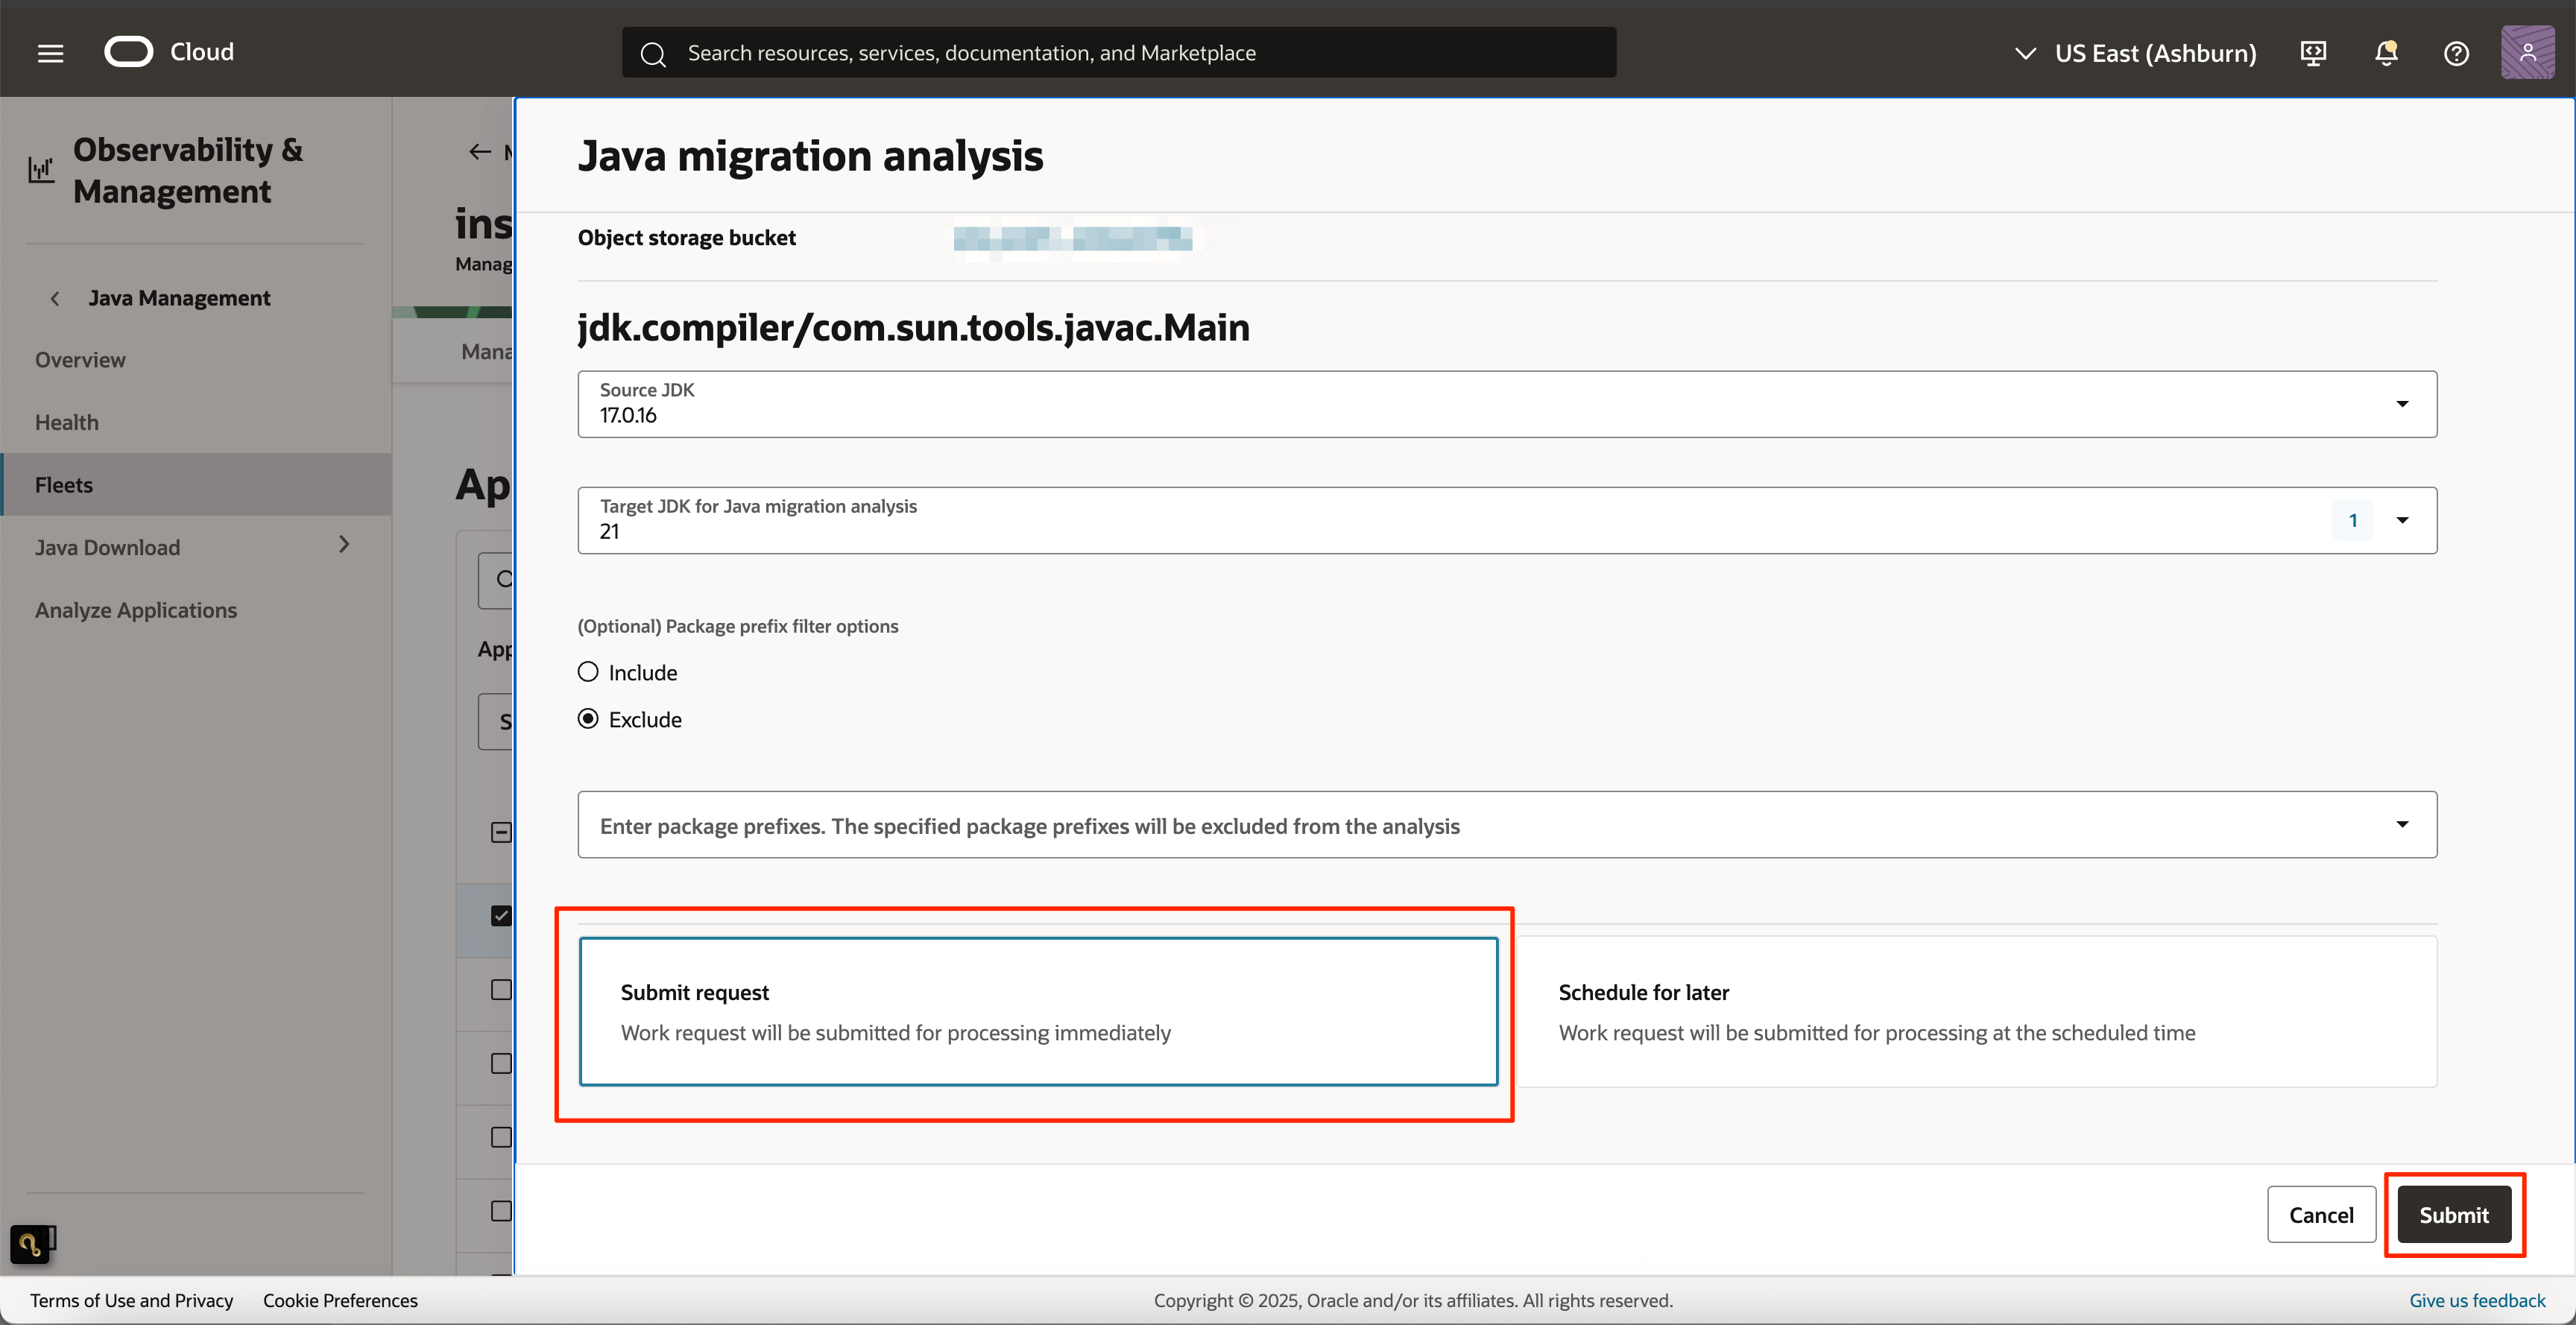 Cloud
Search resources, services, documentation, and Marketplace
US East (Ashburn)
Observability &
Management
Java Management
Overview
Health
Fleets
Java Download
Analyze Applications
ins
Manag
Mana
Ap
App
S
Java migration analysis
Object storage bucket
jdk.compiler/com.sun.tools.javac.Main
Source JDK
17.0.16
Target JDK for Java migration analysis
21
1
(Optional) Package prefix filter options
Include
Exclude
Enter package prefixes. The specified package prefixes will be excluded from the analysis
Submit request
Work request will be submitted for processing immediately
Schedule for later
Work request will be submitted for processing at the scheduled time
Cancel
Submit
Terms of Use and Privacy
Cookie Preferences
Copyright © 2025, Oracle and/or its affiliates. All rights reserved.
Give us feedback